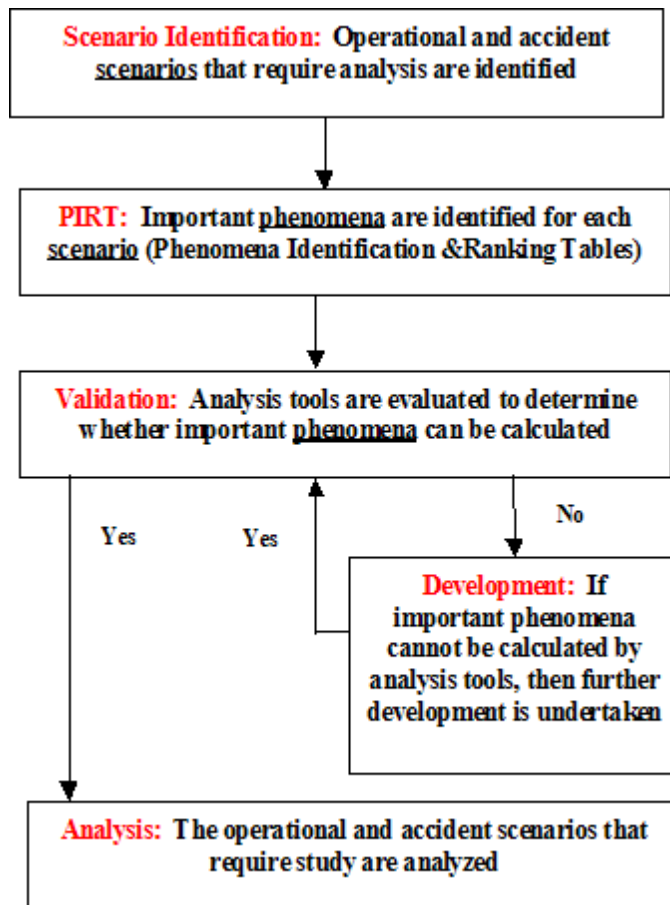 Scenario Identification: Operational and accident
scenarios that require analysis are identified
PIRT: Important phenomena are identified for each
scenario (Phenomena Identification &Ranking Tables)
Validation: Analysis tools are evaluated to determine
whether important phenomena can be calculated
Yes
Yes
No
Development: If
important phenomena
cannot be calculated by
analysis tools, then further
development is undertaken
Analysis: The operational and accident scenarios that
require study are analyzed